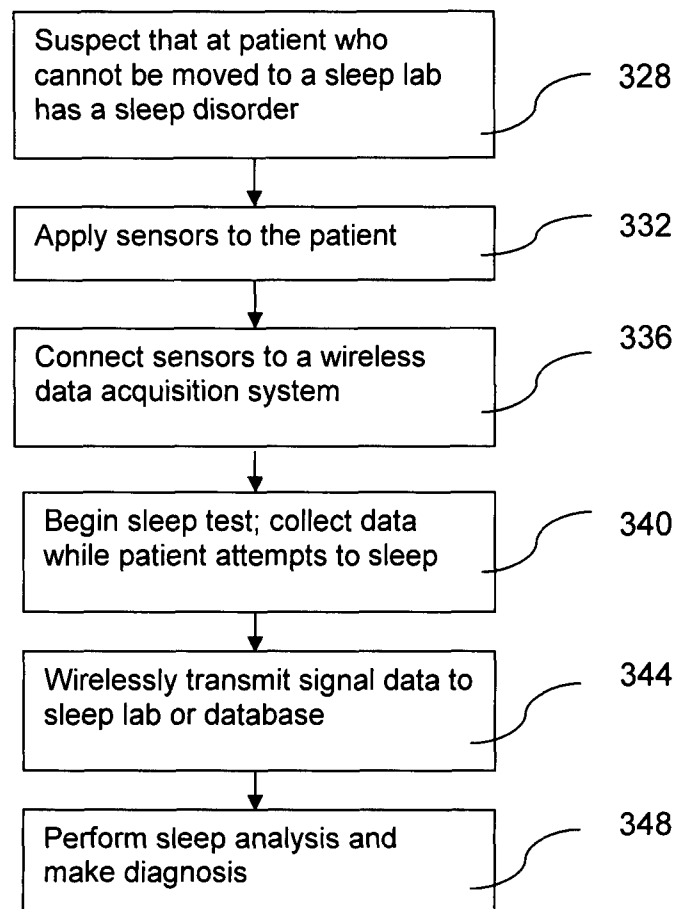 Suspect that at patient who
cannot be moved to a sleep lab
has a sleep disorder
328
Apply sensors to the patient
332
Connect sensors to a wireless
data acquisition system
336
Begin sleep test; collect data
while patient attempts to sleep
340
Wirelessly transmit signal data to
sleep lab or database
344
Perform sleep analysis and
make diagnosis
348